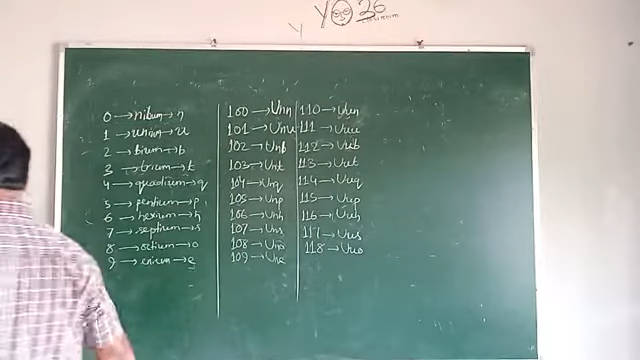 26
0 → nilium → n
1 → unium → u
2 → bium → b
3 → trium → t
4 → quadium → q
5 → pentium → p
6 → hexium → h
7 → septium → s
8 → octium → o
9 → enium → e
100 → Unn
101 → Unu
102 → Unb
103 → Unt
104 → Unq
105 → Unp
106 → Unh
107 → Uns
108 → Uno
109 → Une
110 → Uun
111 → Uuu
112 → Uub
113 → Uut
114 → Uuq
115 → Uup
116 → Uuh
117 → Uus
118 → Uuo